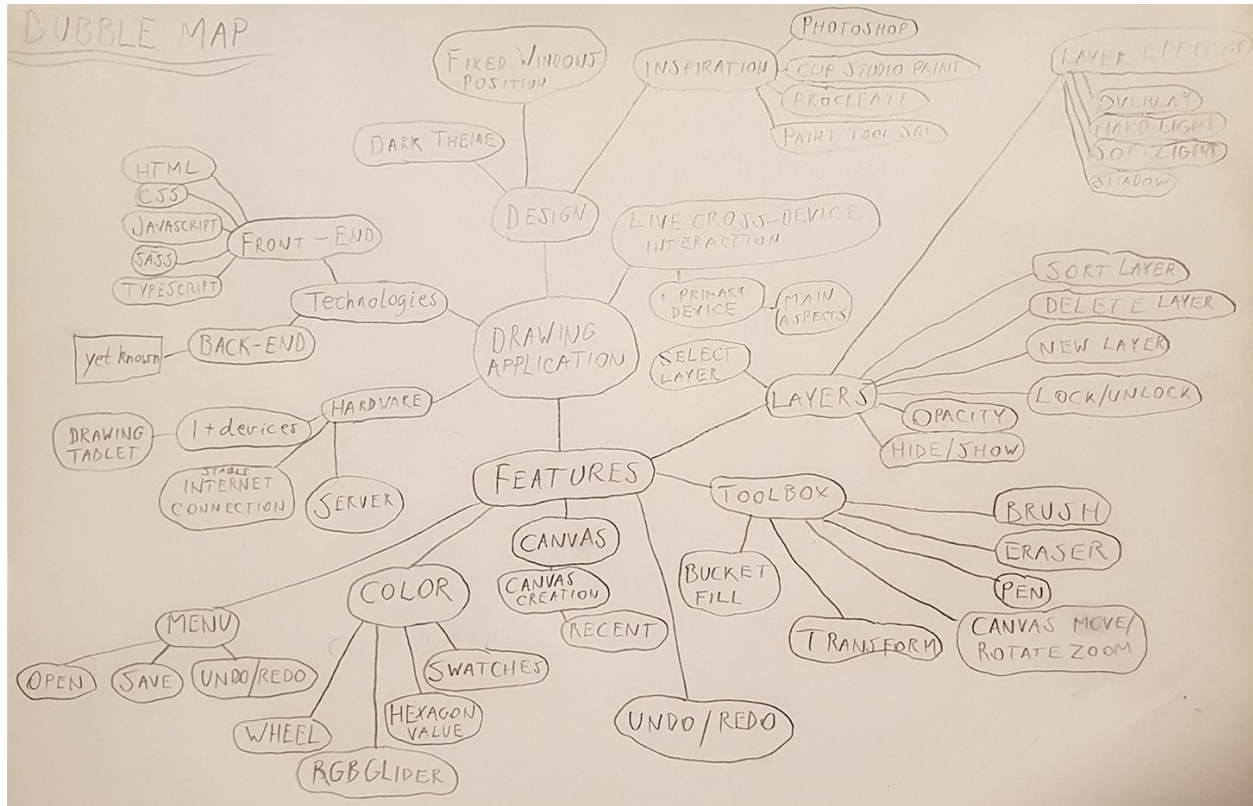 BUBBLE MAP
FIXED WINDOWS
POSITION
INSPIRATION
PHOTOSHOP
CLIP STUDIO PAINT
PROCREATE
PAINT TOOL SAI
LAYER EFFECTS
OVERLAY
HARD LIGHT
SOFT LIGHT
SHADOW
DARK THEME
DESIGN
LIVE CROSS-DEVICE
INTERACTION
1 PRIMARY
DEVICE
MAIN
ASPECTS
HTML
CSS
JAVASCRIPT
SASS
TYPESCRIPT
FRONT-END
Technologies
BACK-END
yet known
DRAWING
APPLICATION
SELECT
LAYER
LAYERS
SORT LAYER
DELETE LAYER
NEW LAYER
LOCK/UNLOCK
OPACITY
HIDE/SHOW
HARDWARE
1+devices
DRAWING
TABLET
STABLE
INTERNET
CONNECTION
SERVER
FEATURES
TOOLBOX
BRUSH
ERASER
PEN
CANVAS MOVE/
ROTATE ZOOM
TRANSFORM
BUCKET
FILL
CANVAS
CANVAS
CREATION
RECENT
COLOR
SWATCHES
HEXAGON
VALUE
RGB GLIDER
WHEEL
MENU
OPEN
SAVE
UNDO/REDO
UNDO/REDO